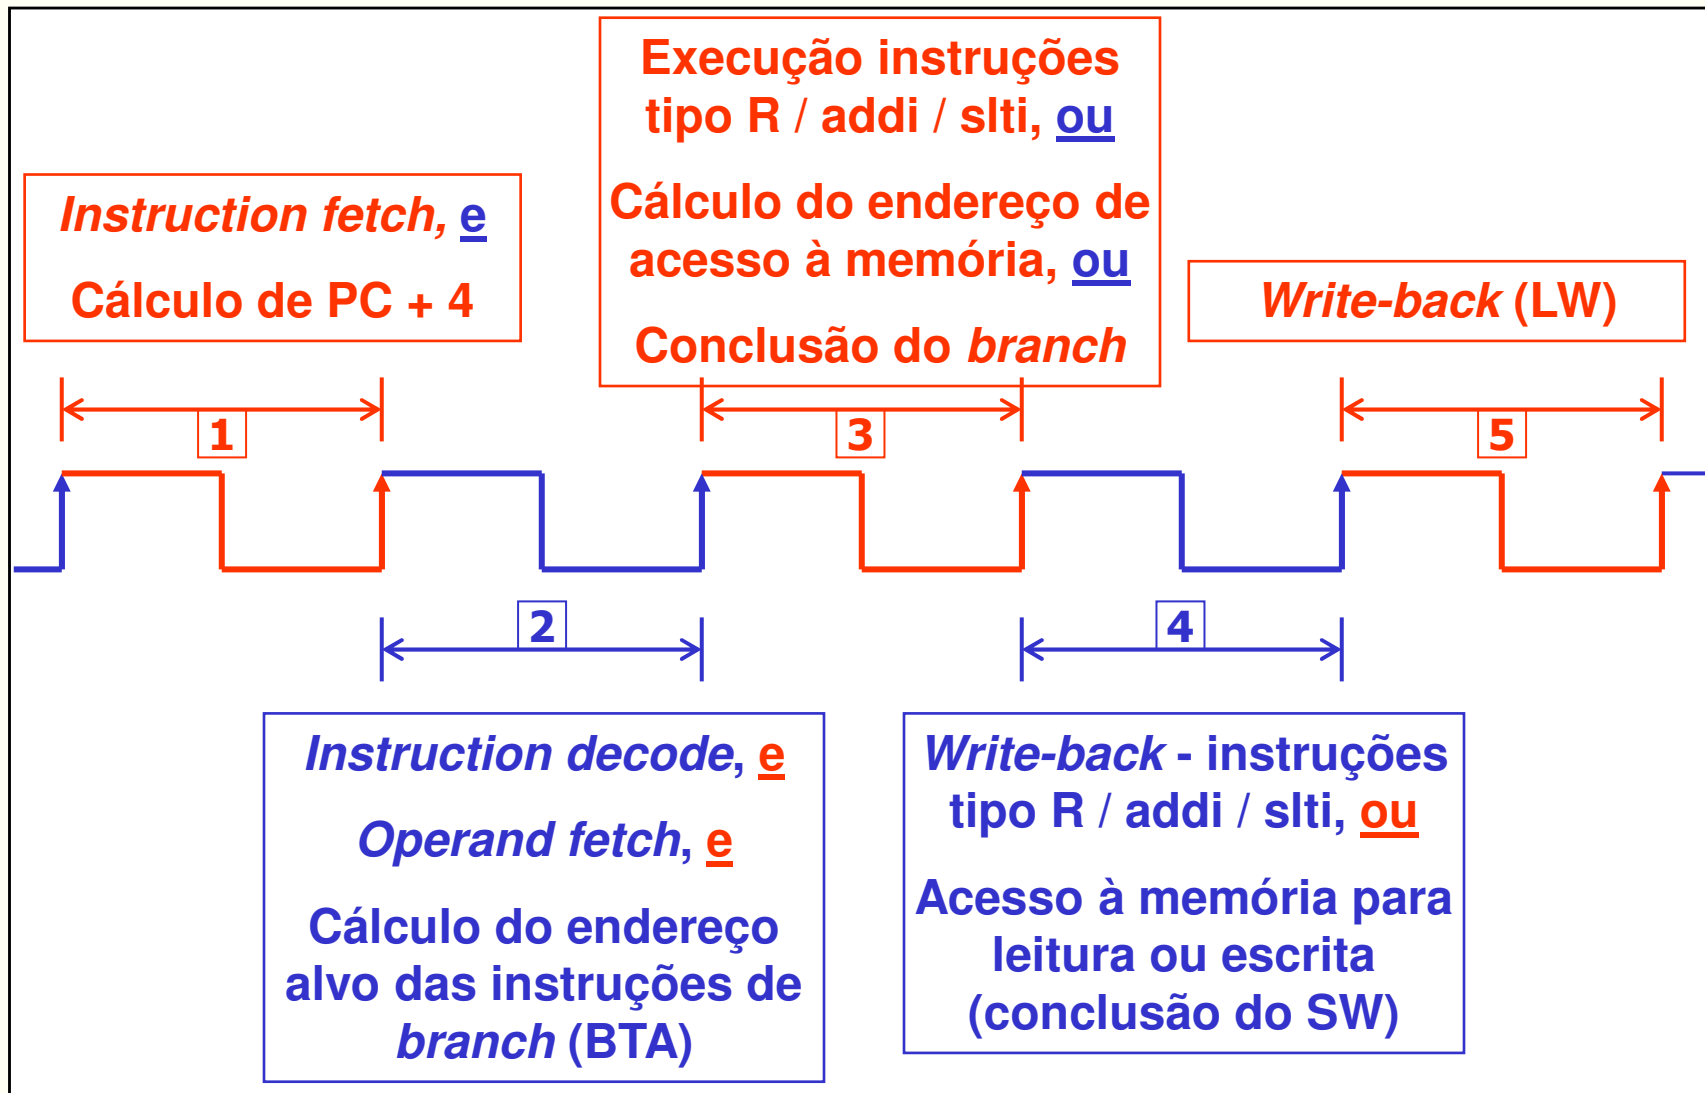 Instruction fetch, e
Cálculo de PC + 4
1
Instruction decode, e
Operand fetch, e
Cálculo do endereço
alvo das instruções de
branch (BTA)
2
Execução instruções
tipo R / addi / slti, ou
Cálculo do endereço de
acesso à memória, ou
Conclusão do branch
3
Write-back - instruções
tipo R / addi / slti, ou
Acesso à memória para
leitura ou escrita
(conclusão do SW)
4
Write-back (LW)
5